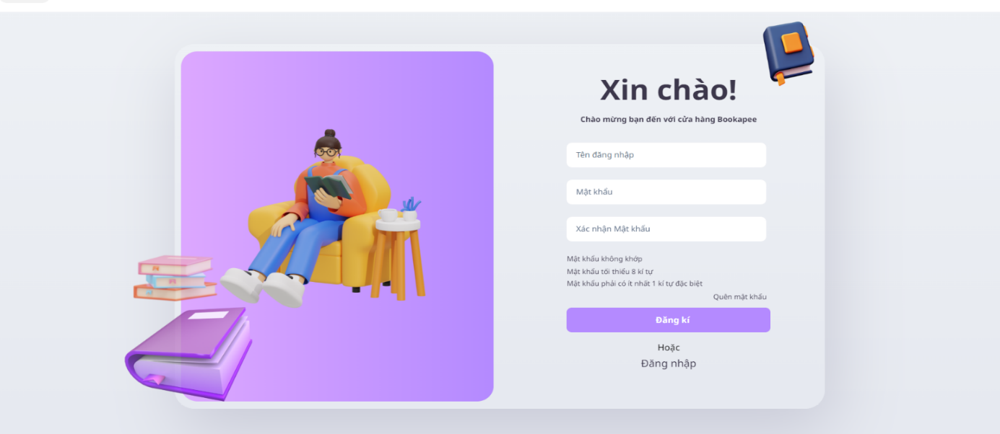 Xin chào!
Chào mừng bạn đến với cửa hàng Bookapee
Tên đăng nhập
Mật khẩu
Xác nhận Mật khẩu
Mật khẩu không khớp
Mật khẩu tối thiểu 8 kí tự
Mật khẩu phải có ít nhất 1 kí tự đặc biệt
Quên mật khẩu
Đăng kí
Hoặc
Đăng nhập